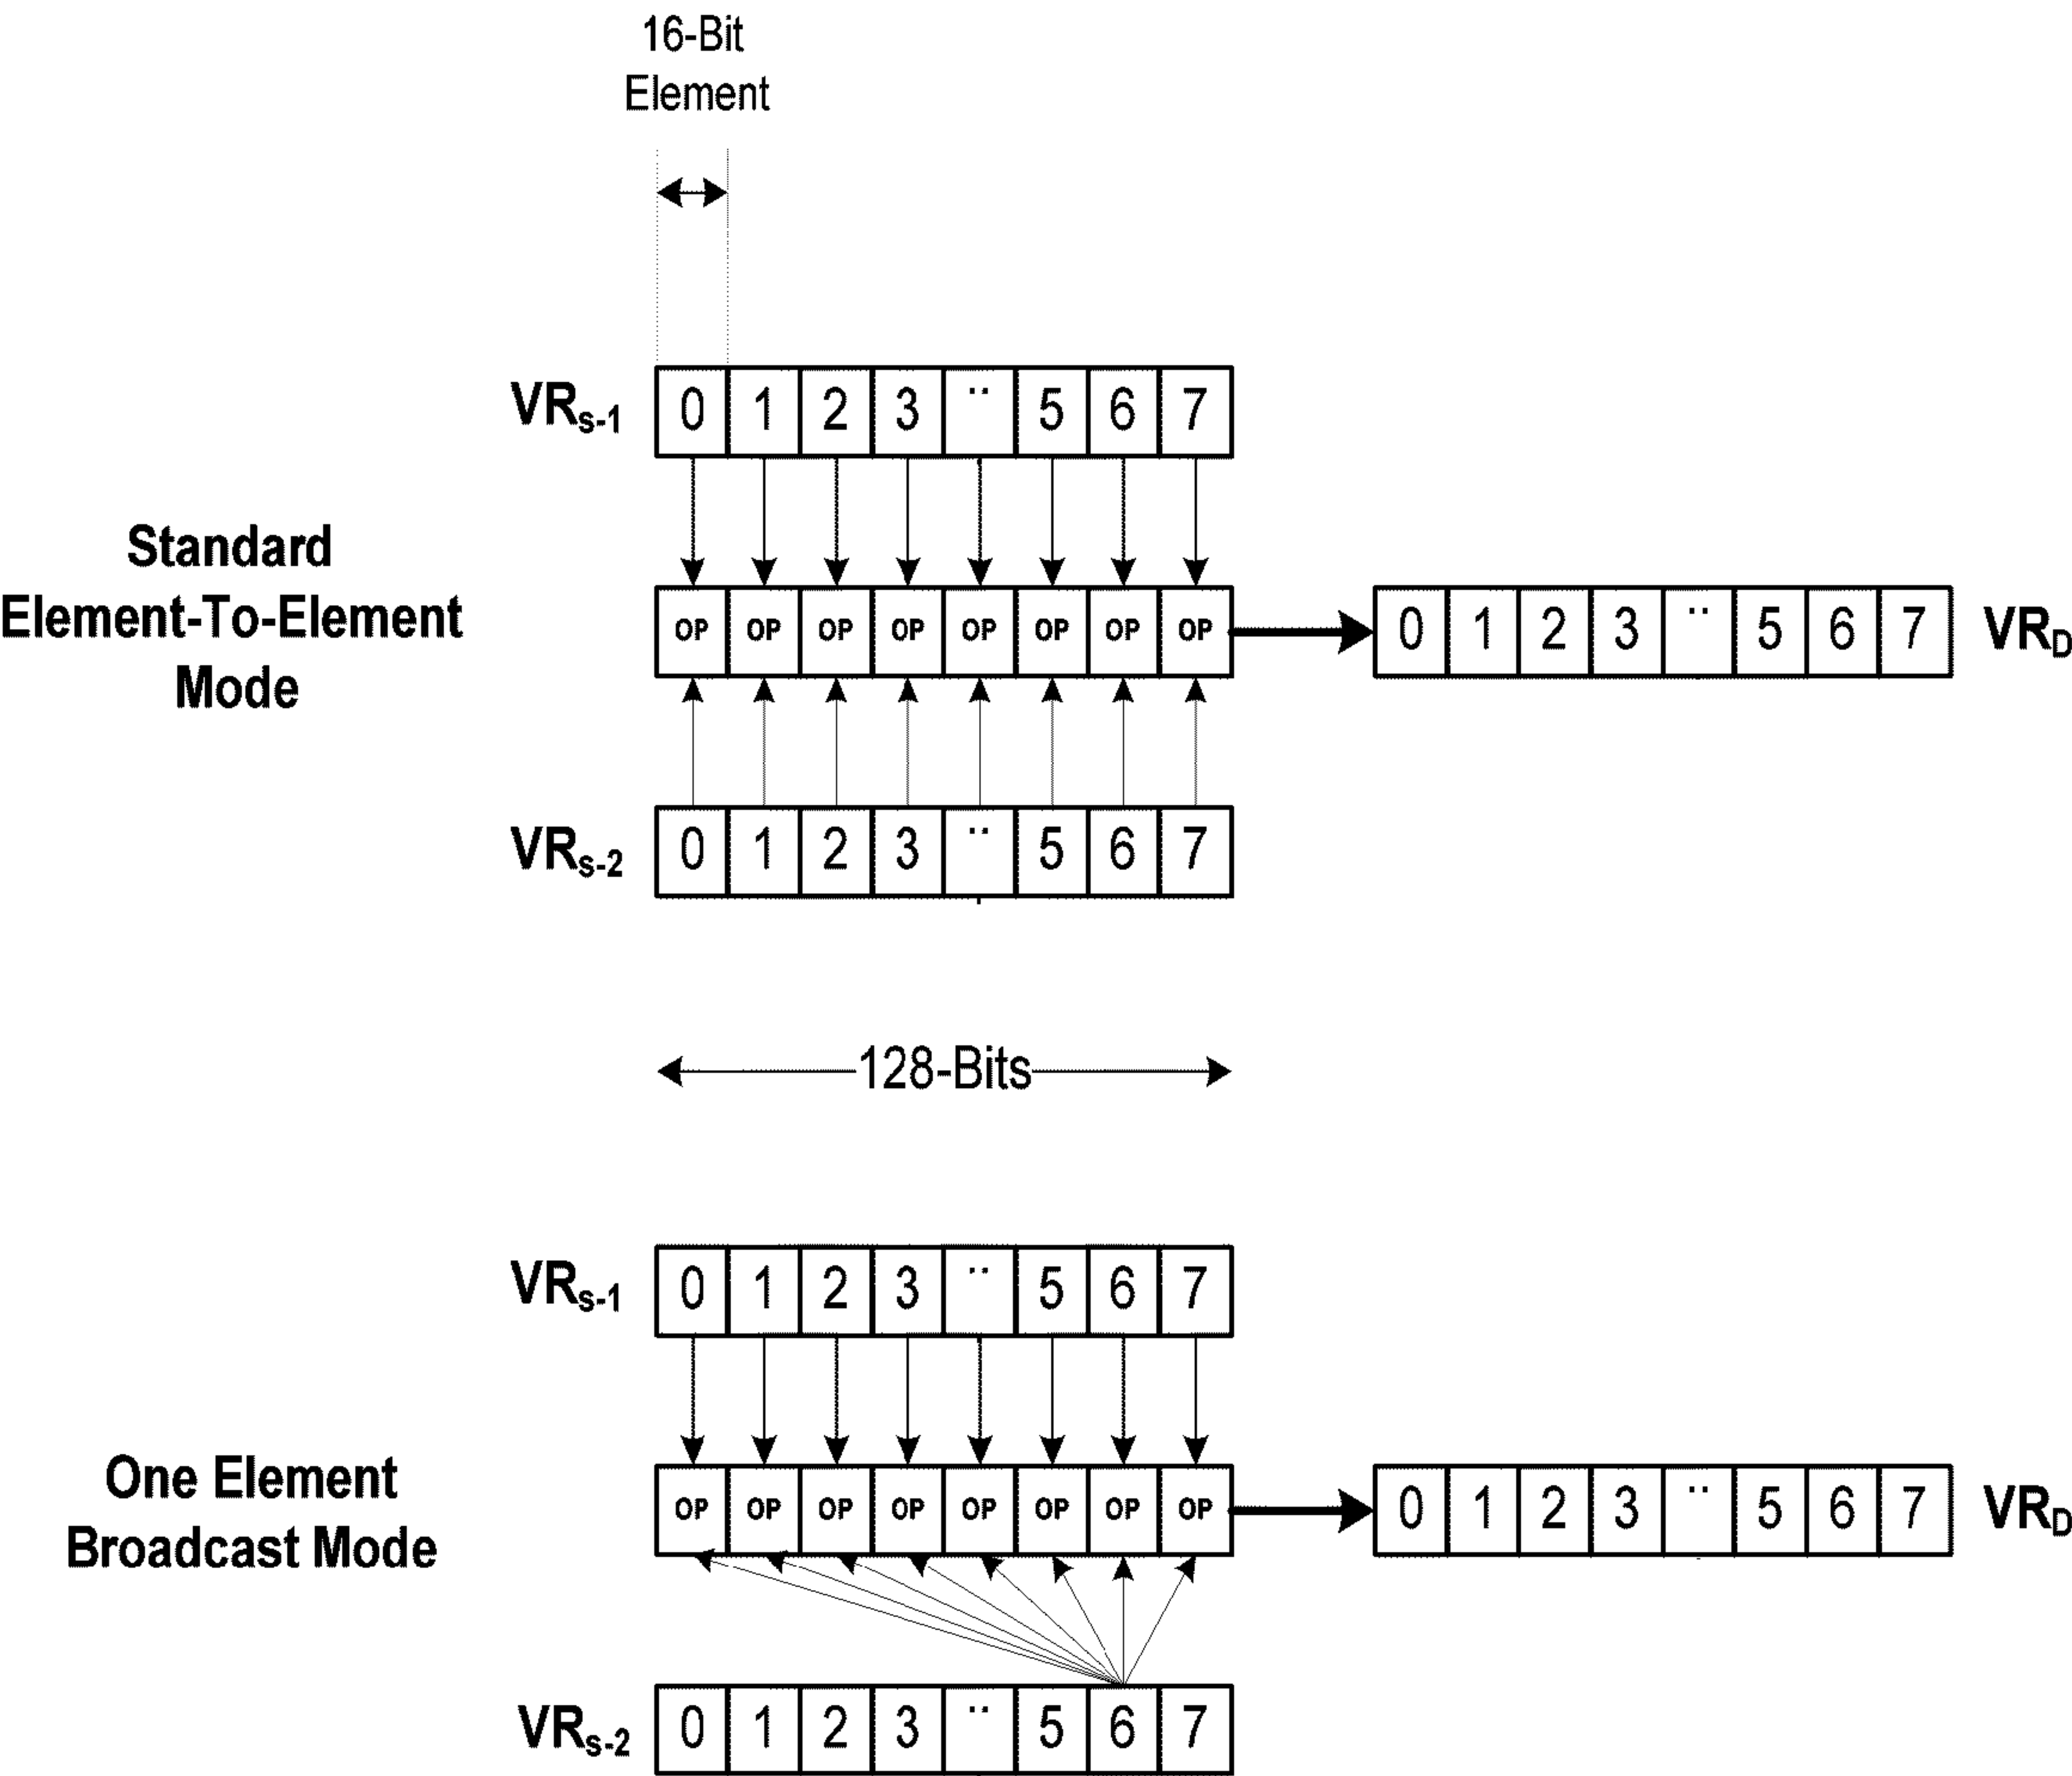 16-Bit
Element
VRs-1 0 1 2 3 .. 5 6 7
Standard
Element-To-Element
Mode
OP OP OP OP OP OP OP OP
0 1 2 3 .. 5 6 7 VRD
VRs-2 0 1 2 3 .. 5 6 7
128-Bits
VRs-1 0 1 2 3 .. 5 6 7
One Element
Broadcast Mode
OP OP OP OP OP OP OP OP
0 1 2 3 .. 5 6 7 VRD
VRs-2 0 1 2 3 .. 5 6 7